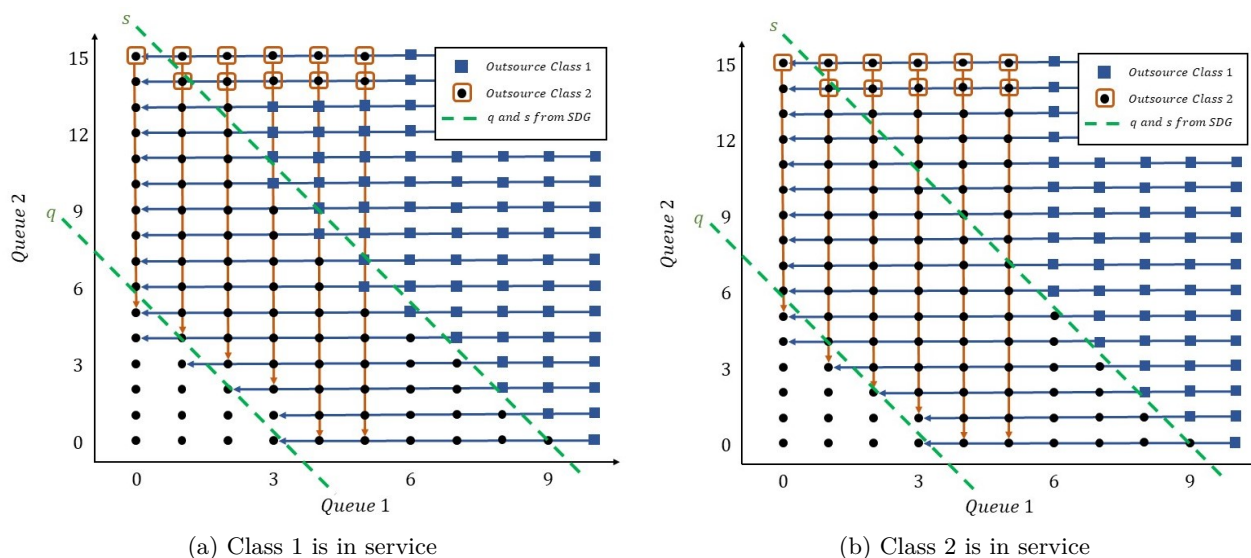 s
15
12
9
6
3
0
q
Queue 2
Outsource Class 1
Outsource Class 2
q and s from SDG
0 3 6 9
Queue 1
(a) Class 1 is in service
s
15
12
9
6
3
0
q
Queue 2
Outsource Class 1
Outsource Class 2
q and s from SDG
0 3 6 9
Queue 1
(b) Class 2 is in service